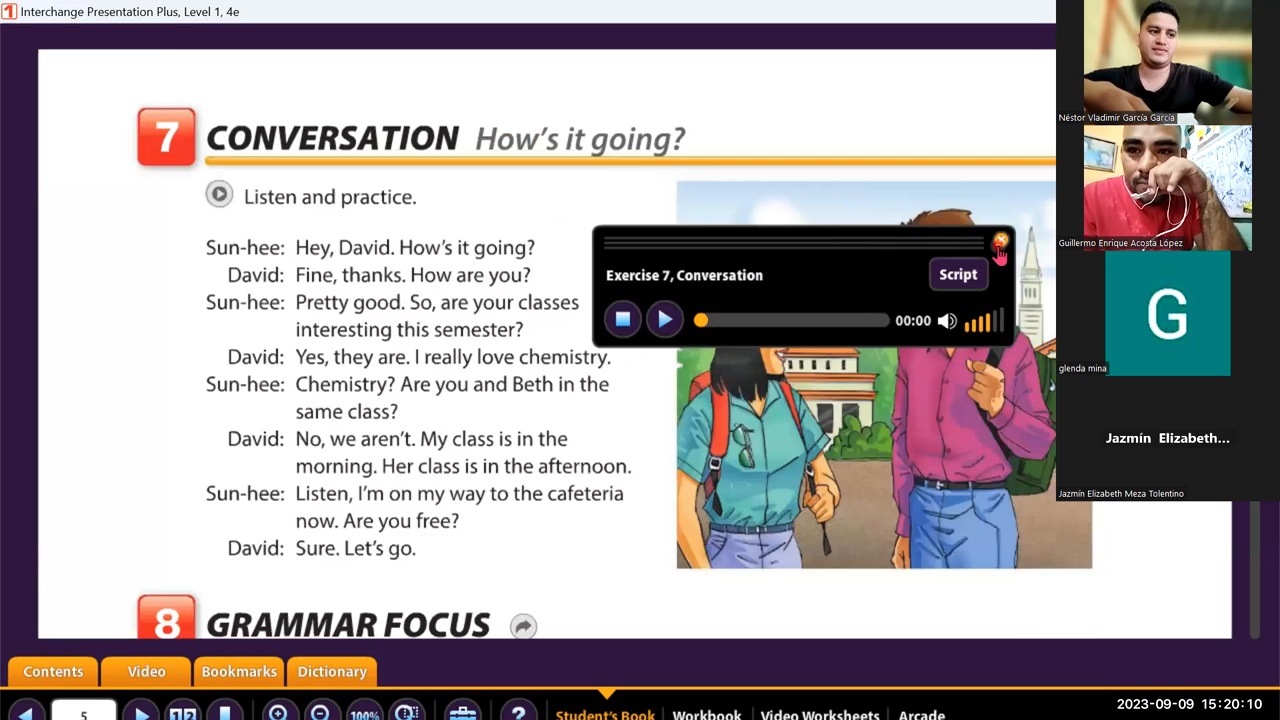 Interchange Presentation Plus, Level 1, 4e
7 CONVERSATION How's it going?
Listen and practice.
Sun-hee: Hey, David. How's it going?
David: Fine, thanks. How are you?
Sun-hee: Pretty good. So, are your classes
interesting this semester?
David: Yes, they are. I really love chemistry.
Sun-hee: Chemistry? Are you and Beth in the
same class?
David: No, we aren't. My class is in the
morning. Her class is in the afternoon.
Sun-hee: Listen, I'm on my way to the cafeteria
now. Are you free?
David: Sure. Let's go.
Exercise 7, Conversation
Script
00:00
8 GRAMMAR FOCUS
Néstor Vladimir García García
Guillermo Enrique Acosta López
G
glenda mina
Jazmín Elizabeth...
Jazmín Elizabeth Meza Tolentino
Contents Video Bookmarks Dictionary
5 1 2 100% ?
Student's Book Workbook Video Worksheets Arcade
2023-09-09 15:20:10